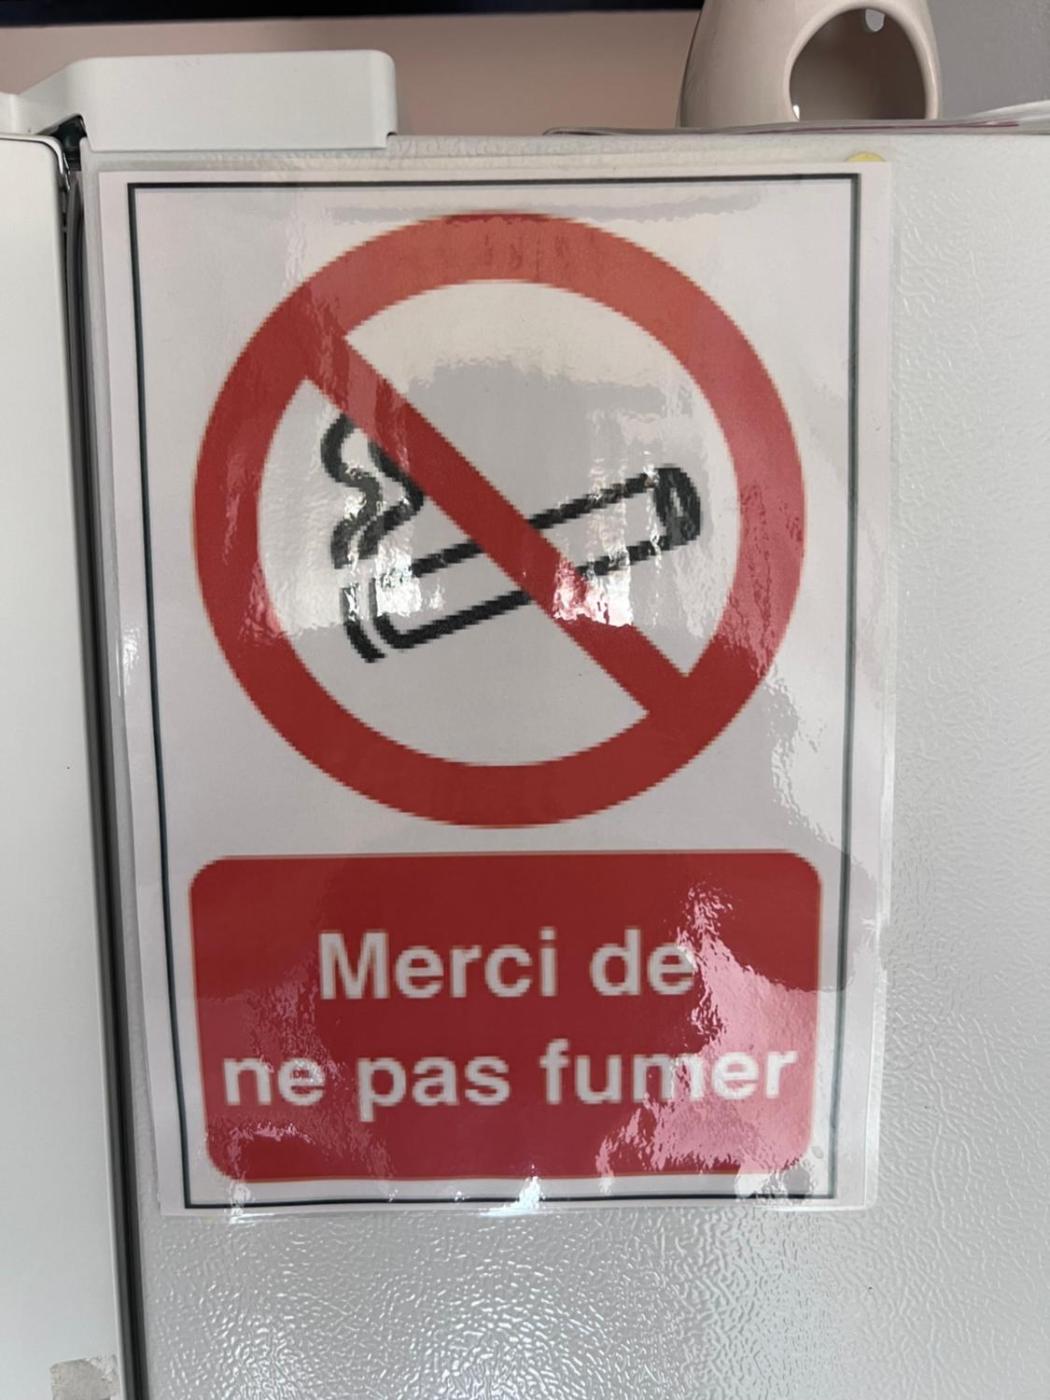 Merci de
ne pas fumer